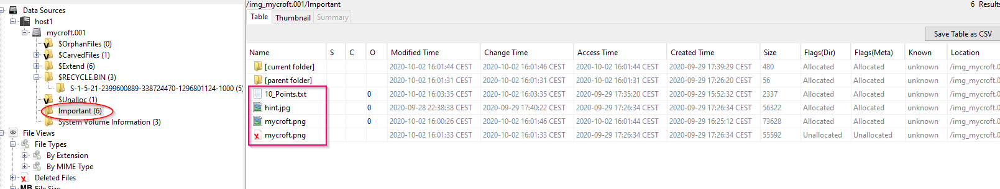 Data Sources
host1
mycroft.001
$OrphanFiles (0)
$CarvedFiles (1)
$Extend (6)
$RECYCLE.BIN (3)
S-1-5-21-2399600889-338724470-1296801124-1000 (5)
$Unalloc (1)
Important (6)
System Volume Information (3)
File Views
File Types
By Extension
By MIME Type
Deleted Files
MB File Size
/img_mycroft.001/Important
6 Results
Table Thumbnail Summary
Save Table as CSV
Name S C O Modified Time Change Time Access Time Created Time Size Flags(Dir) Flags(Meta) Known Location
[current folder] 2020-10-02 16:01:44 CEST 2020-10-02 16:01:46 CEST 2020-10-02 16:01:44 CEST 2020-09-29 17:39:29 CEST 480 Allocated Allocated unknown /img_mycroft.0
[parent folder] 2020-10-02 16:01:31 CEST 2020-10-02 16:01:31 CEST 2020-10-02 16:01:31 CEST 2020-09-29 17:26:20 CEST 56 Allocated Allocated unknown /img_mycroft.0
10_Points.txt 0 2020-10-02 16:03:35 CEST 2020-10-02 16:03:35 CEST 2020-09-29 17:35:20 CEST 2020-09-29 15:52:32 CEST 2337 Allocated Allocated unknown /img_mycroft.0
hint.jpg 0 2020-09-28 22:38:38 CEST 2020-09-29 17:40:22 CEST 2020-09-29 17:26:34 CEST 2020-09-29 17:26:34 CEST 56322 Allocated Allocated unknown /img_mycroft.0
mycroft.png 0 2020-10-02 16:00:26 CEST 2020-10-02 16:01:46 CEST 2020-10-02 16:01:44 CEST 2020-09-29 16:25:12 CEST 73628 Allocated Allocated unknown /img_mycroft.0
mycroft.png 2020-10-02 16:01:33 CEST 2020-10-02 16:01:33 CEST 2020-09-29 17:26:34 CEST 2020-09-29 17:26:34 CEST 55592 Unallocated Unallocated unknown /img_mycroft.0